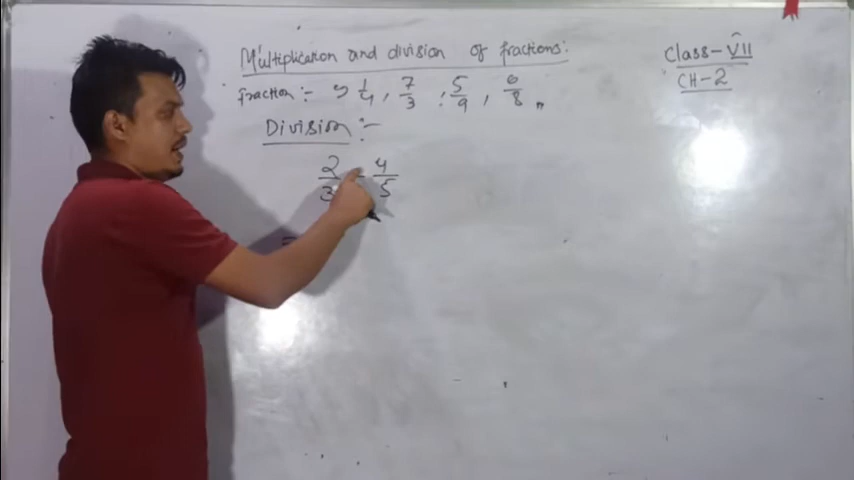 Multiplication and division of fractions:
Class-VII
CH-2
Fraction:- 1/4, 7/3, 5/9, 6/8
Division:-
2/3 ÷ 4/5